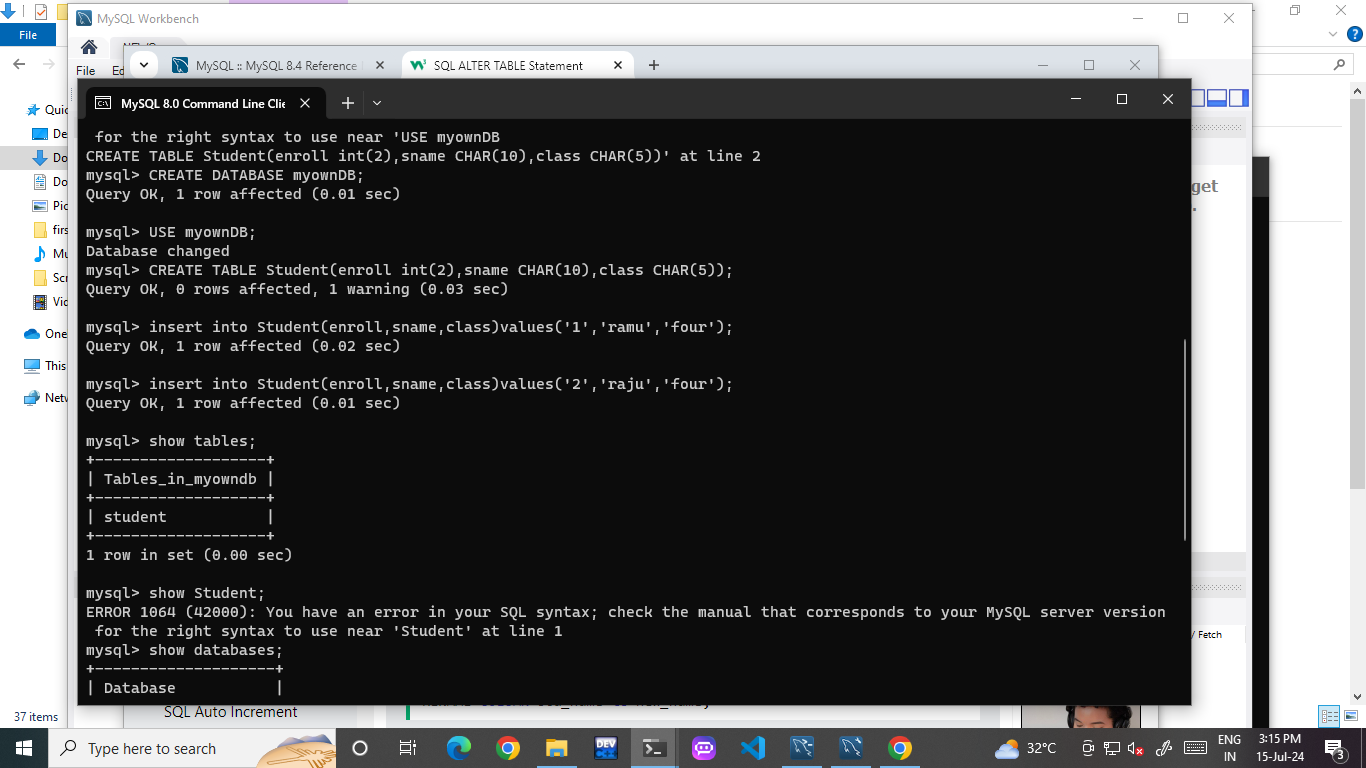 MySQL Workbench
File
File
MySQL :: MySQL 8.4 Reference
SQL ALTER TABLE Statement
MySQL 8.0 Command Line Clie
for the right syntax to use near 'USE myownDB
CREATE TABLE Student(enroll int(2),sname CHAR(10),class CHAR(5))' at line 2
mysql> CREATE DATABASE myownDB;
Query OK, 1 row affected (0.01 sec)
mysql> USE myownDB;
Database changed
mysql> CREATE TABLE Student(enroll int(2),sname CHAR(10),class CHAR(5));
Query OK, 0 rows affected, 1 warning (0.03 sec)
mysql> insert into Student(enroll,sname,class)values('1','ramu','four');
Query OK, 1 row affected (0.02 sec)
mysql> insert into Student(enroll,sname,class)values('2','raju','four');
Query OK, 1 row affected (0.01 sec)
mysql> show tables;
+-------------------+
| Tables_in_myowndb |
+-------------------+
| student |
+-------------------+
1 row in set (0.00 sec)
mysql> show Student;
ERROR 1064 (42000): You have an error in your SQL syntax; check the manual that corresponds to your MySQL server version
for the right syntax to use near 'Student' at line 1
mysql> show databases;
+--------------------+
| Database |
Quic
De
Do
Do
Pic
firs
Mu
Scr
Vid
One
This
Netw
get
/ Fetch
37 items
SQL Auto Increment
Type here to search
DEV
32°C
ENG
IN
3:15 PM
15-Jul-24
3